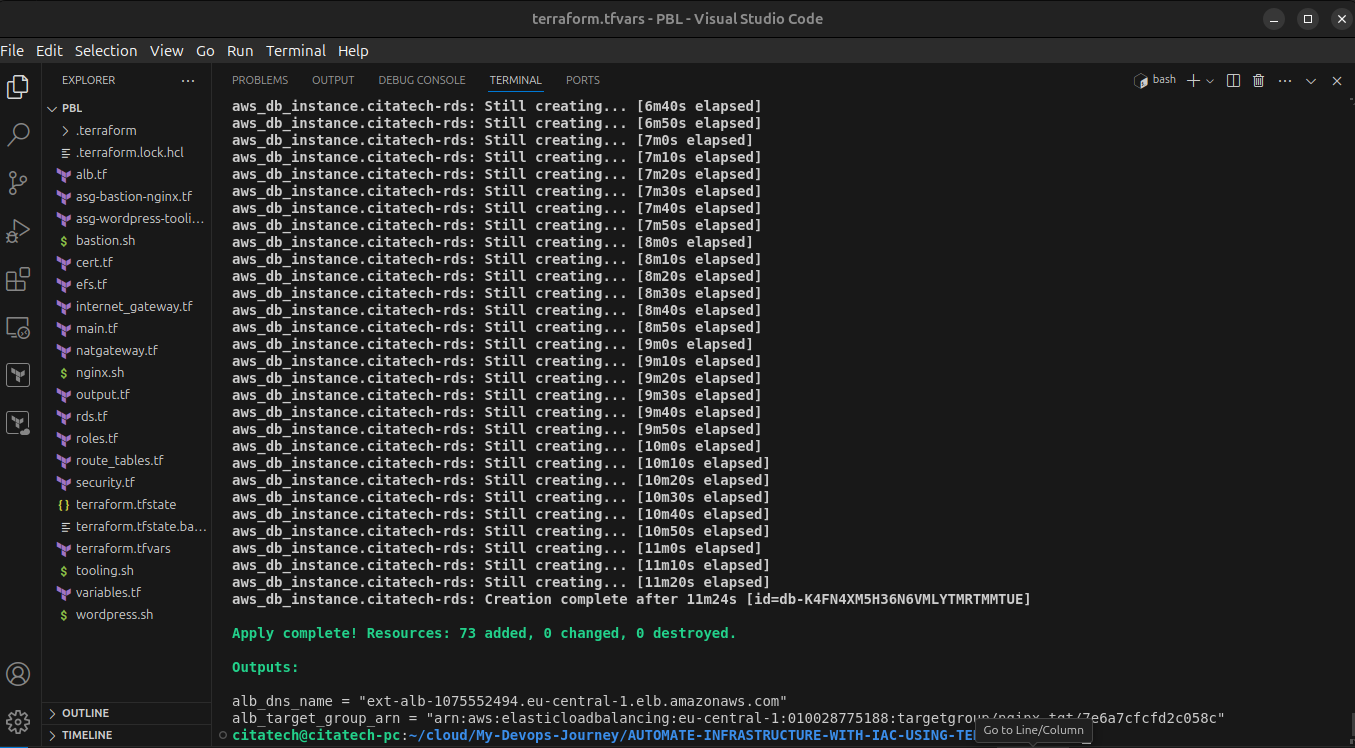 terraform.tfvars - PBL - Visual Studio Code
File Edit Selection View Go Run Terminal Help
EXPLORER
PBL
.terraform
.terraform.lock.hcl
alb.tf
asg-bastion-nginx.tf
asg-wordpress-tooli...
bastion.sh
cert.tf
efs.tf
internet_gateway.tf
main.tf
natgateway.tf
nginx.sh
output.tf
rds.tf
roles.tf
route_tables.tf
security.tf
terraform.tfstate
terraform.tfstate.ba...
terraform.tfvars
tooling.sh
variables.tf
wordpress.sh
OUTLINE
TIMELINE
PROBLEMS OUTPUT DEBUG CONSOLE TERMINAL PORTS
bash
aws_db_instance.citatech-rds: Still creating... [6m40s elapsed]
aws_db_instance.citatech-rds: Still creating... [6m50s elapsed]
aws_db_instance.citatech-rds: Still creating... [7m0s elapsed]
aws_db_instance.citatech-rds: Still creating... [7m10s elapsed]
aws_db_instance.citatech-rds: Still creating... [7m20s elapsed]
aws_db_instance.citatech-rds: Still creating... [7m30s elapsed]
aws_db_instance.citatech-rds: Still creating... [7m40s elapsed]
aws_db_instance.citatech-rds: Still creating... [7m50s elapsed]
aws_db_instance.citatech-rds: Still creating... [8m0s elapsed]
aws_db_instance.citatech-rds: Still creating... [8m10s elapsed]
aws_db_instance.citatech-rds: Still creating... [8m20s elapsed]
aws_db_instance.citatech-rds: Still creating... [8m30s elapsed]
aws_db_instance.citatech-rds: Still creating... [8m40s elapsed]
aws_db_instance.citatech-rds: Still creating... [8m50s elapsed]
aws_db_instance.citatech-rds: Still creating... [9m0s elapsed]
aws_db_instance.citatech-rds: Still creating... [9m10s elapsed]
aws_db_instance.citatech-rds: Still creating... [9m20s elapsed]
aws_db_instance.citatech-rds: Still creating... [9m30s elapsed]
aws_db_instance.citatech-rds: Still creating... [9m40s elapsed]
aws_db_instance.citatech-rds: Still creating... [9m50s elapsed]
aws_db_instance.citatech-rds: Still creating... [10m0s elapsed]
aws_db_instance.citatech-rds: Still creating... [10m10s elapsed]
aws_db_instance.citatech-rds: Still creating... [10m20s elapsed]
aws_db_instance.citatech-rds: Still creating... [10m30s elapsed]
aws_db_instance.citatech-rds: Still creating... [10m40s elapsed]
aws_db_instance.citatech-rds: Still creating... [10m50s elapsed]
aws_db_instance.citatech-rds: Still creating... [11m0s elapsed]
aws_db_instance.citatech-rds: Still creating... [11m10s elapsed]
aws_db_instance.citatech-rds: Still creating... [11m20s elapsed]
aws_db_instance.citatech-rds: Creation complete after 11m24s [id=db-K4FN4XM5H36N6VMLYTMRTMMTUE]
Apply complete! Resources: 73 added, 0 changed, 0 destroyed.
Outputs:
alb_dns_name = "ext-alb-1075552494.eu-central-1.elb.amazonaws.com"
alb_target_group_arn = "arn:aws:elasticloadbalancing:eu-central-1:010028775188:targetgroup/nginx-tgt/7e6a7cfcfd2c058c"
citatech@citatech-pc:~/cloud/My-Devops-Journey/AUTOMATE-INFRASTRUCTURE-WITH-IAC-USING-TE
Go to Line/Column